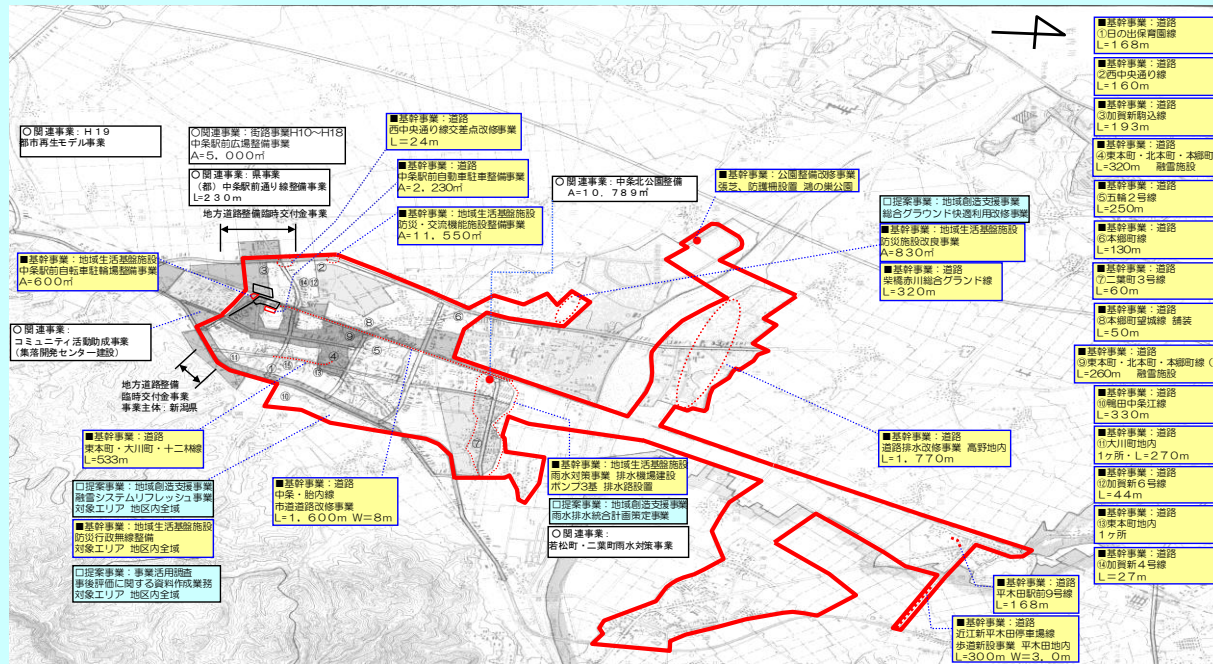 ○関連事業：Ｈ１９
都市再生モデル事業
○関連事業：街路事業H10～H18
中条駅前広場整備事業
A=５．０００㎡
○関連事業：県事業
（都）中条駅前通り線整備事業
L=２３０m
地方道路整備臨時交付金事業
■基幹事業：道路
西中央通り線交差点改修事業
L＝２４m
■基幹事業：道路
中条駅前自動車駐車整備事業
A＝２．２３０㎡
■基幹事業：地域生活基盤施設
防災・交流機能施設整備事業
A＝１１．５５０㎡
○関連事業：中条北公園整備
A=１０．７８９㎡
■基幹事業：公園整備改修事業
張芝、防護柵設置 鴻の巣公園
□提案事業：地域創造支援事業
総合グラウンド快適利用改修事業
■基幹事業：地域生活基盤施設
防災施設改良事業
A=８３０㎡
■基幹事業：道路
柴橋赤川総合グランド線
L=３２０m
■基幹事業：地域生活基盤施設
中条駅前自転車駐輪場整備事業
A=６００㎡
○関連事業：
コミュニティ活動助成事業
（集落開発センター建設）
地方道路整備
臨時交付金事業
事業主体：新潟県
■基幹事業：道路
東本町・大川町・十二林線
L=５３３m
□提案事業：地域創造支援事業
融雪システムリフレッシュ事業
対象エリア 地区内全域
■基幹事業：地域生活基盤施設
防災行政無線整備
対象エリア 地区内全域
□提案事業：事業活用調査
事後評価に関する資料作成業務
対象エリア 地区内全域
■基幹事業：道路
中条・胎内線
市道道路改修事業
L=１．６００m W＝８m
■基幹事業：地域生活基盤施設
雨水対策事業 排水機場建設
ポンプ３基 排水路設置
□提案事業：地域創造支援事業
雨水排水統合計画策定事業
○関連事業：
若松町・二葉町雨水対策事業
■基幹事業：道路
道路排水改修事業 高野地内
L=１．７７０m
■基幹事業：道路
平木田駅前９号線
L=１６８m
■基幹事業：道路
近江新平木田停車場線
歩道新設事業 平木田地内
L=３００m W＝３．０m
■基幹事業：道路
①日の出保育園線
L=１６８m
■基幹事業：道路
②西中央通り線
L=１６０m
■基幹事業：道路
③加賀新駒込線
L=１９３m
■基幹事業：道路
④東本町・北本町・本郷町
L=３２０m 融雪施設
■基幹事業：道路
⑤五輪２号線
L=２５０m
■基幹事業：道路
⑥本郷町線
L=１３０m
■基幹事業：道路
⑦二葉町３号線
L=６０m
■基幹事業：道路
⑧本郷町望城線 舗装
L=５０m
■基幹事業：道路
⑨東本町・北本町・本郷町線（
L=２６０m 融雪施設
■基幹事業：道路
⑩鴨田中条江線
L=３３０m
■基幹事業：道路
⑪大川町地内
１ヶ所・L=２７０m
■基幹事業：道路
⑫加賀新６号線
L=４４m
■基幹事業：道路
⑬東本町地内
１ヶ所
■基幹事業：道路
⑭加賀新４号線
L＝２７m
③
②
⑭⑫
⑧
⑥
⑨
⑤
④
⑪
①
⑭
⑬
⑩
⑦